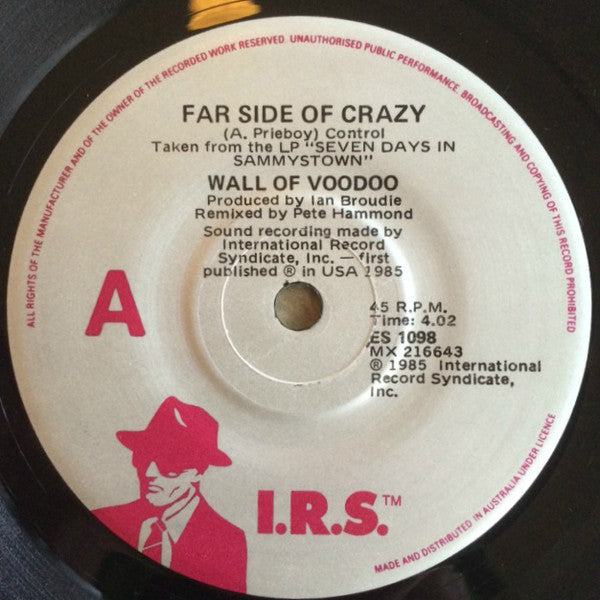 ALL RIGHTS OF THE MANUFACTURER AND OF THE OWNER OF THE RECORDED WORK RESERVED. UNAUTHORISED PUBLIC PERFORMANCE, BROADCASTING AND COPYING OF THIS RECORD PROHIBITED
FAR SIDE OF CRAZY
(A. Prieboy) Control
Taken from the LP "SEVEN DAYS IN
SAMMYSTOWN"
WALL OF VOODOO
Produced by Ian Broudie
Remixed by Pete Hammond
Sound recording made by
International Record
Syndicate, Inc. — first
published ℗ in USA 1985
A
45 R.P.M.
Time: 4.02
ES 1098
MX 216643
℗ 1985 International
Record Syndicate,
Inc.
I.R.S.™
MADE AND DISTRIBUTED IN AUSTRALIA UNDER LICENCE